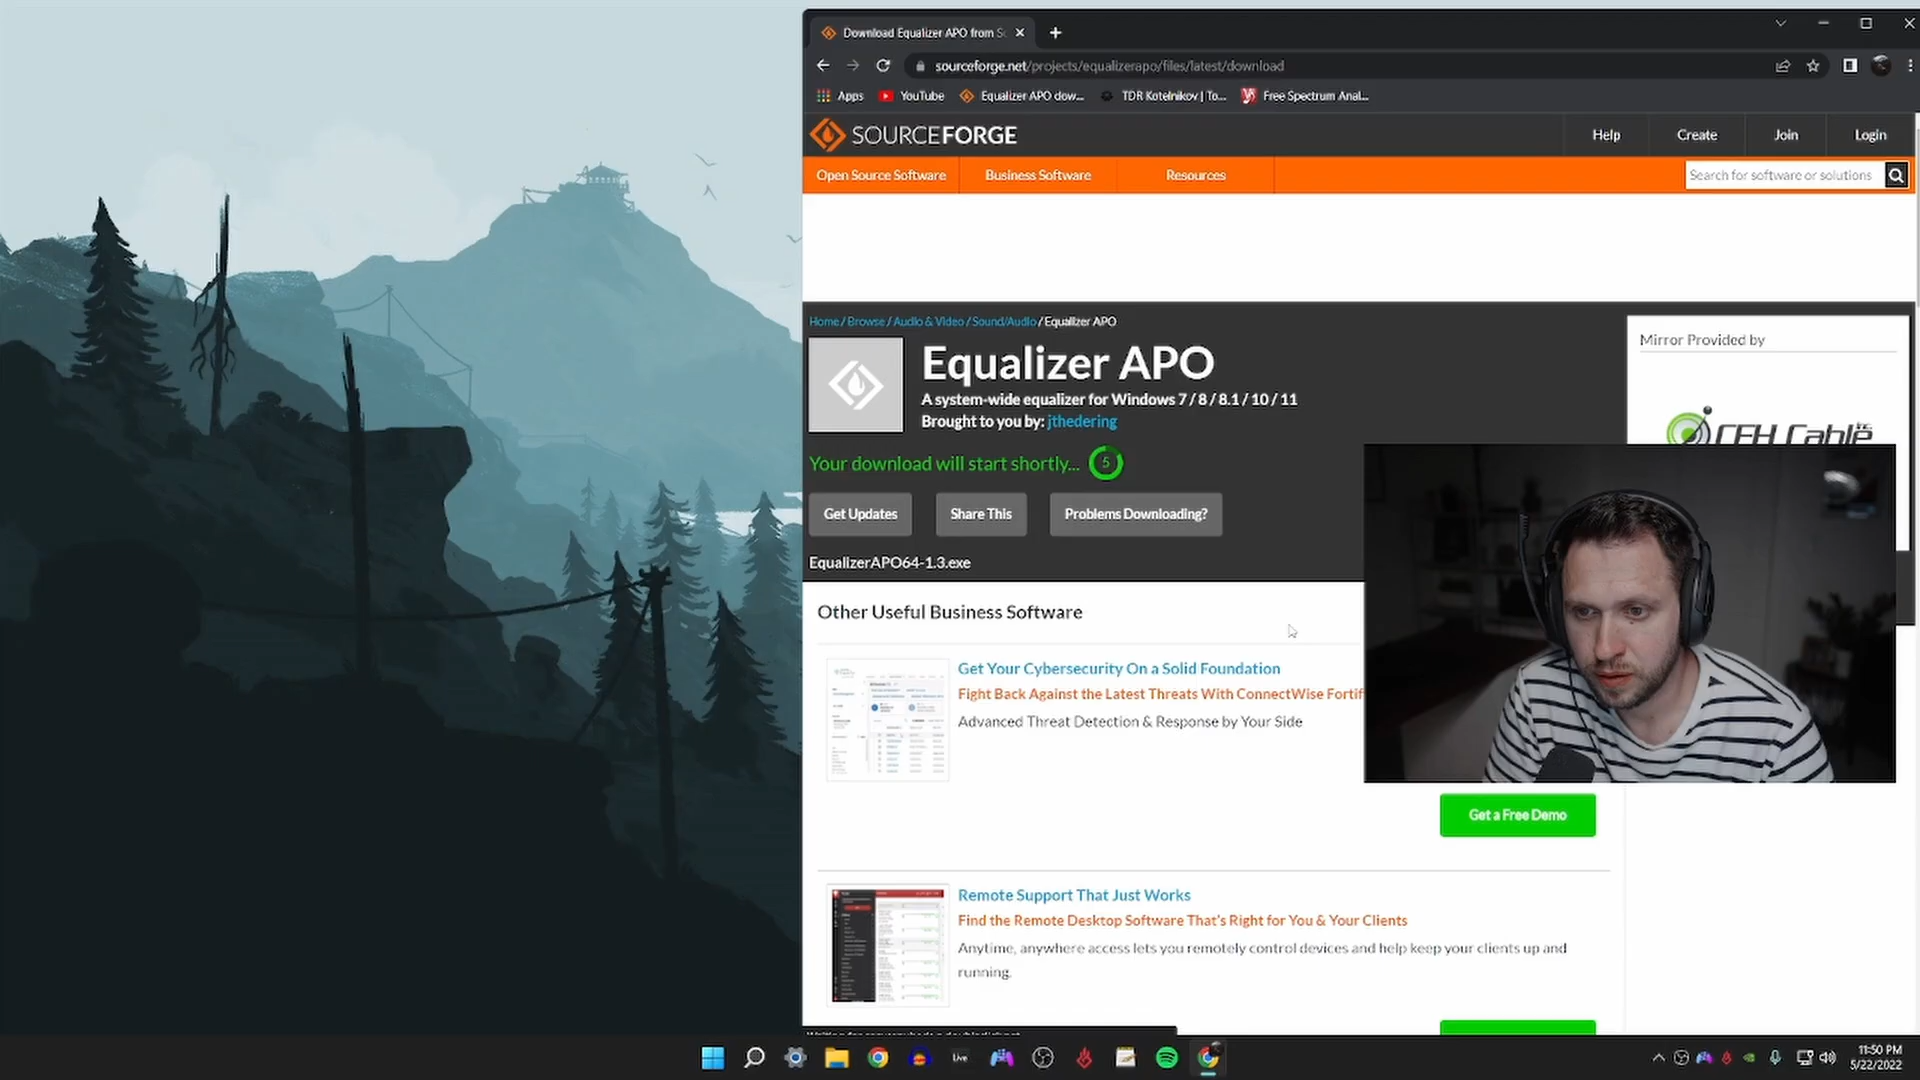 Download Equalizer APO from S
sourceforge.net/projects/equalizerapo/files/latest/download
Apps
YouTube
Equalizer APO dow...
TDR Kotelnikov | To...
Free Spectrum Anal...
SOURCEFORGE
Help
Create
Join
Login
Open Source Software
Business Software
Resources
Search for software or solutions
Home / Browse / Audio & Video / Sound/Audio / Equalizer APO
Equalizer APO
A system-wide equalizer for Windows 7 / 8 / 8.1 / 10 / 11
Brought to you by: jthedering
Mirror Provided by
CFH Cable
Your download will start shortly... 5
Get Updates
Share This
Problems Downloading?
EqualizerAPO64-1.3.exe
Other Useful Business Software
Get Your Cybersecurity On a Solid Foundation
Fight Back Against the Latest Threats With ConnectWise Fortif
Advanced Threat Detection & Response by Your Side
Get a Free Demo
Remote Support That Just Works
Find the Remote Desktop Software That's Right for You & Your Clients
Anytime, anywhere access lets you remotely control devices and help keep your clients up and
running.
Live
11:50 PM
5/22/2022